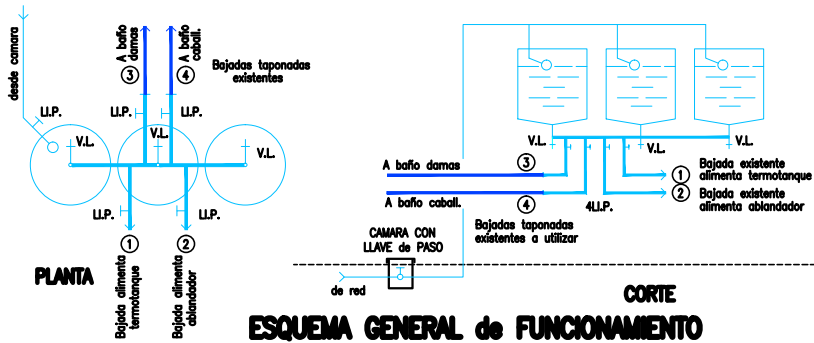 desde camara
Ll.P.
A baño
damas
3
A baño
caball.
4
Bajadas taponadas
existentes
Ll.P.
Ll.P.
V.L.
V.L.
V.L.
Ll.P.
Ll.P.
1
2
Bajada alimenta
termotanque
Bajada alimenta
ablandador
PLANTA
V.L.
V.L.
V.L.
A baño damas
3
A baño caball.
4
4Ll.P.
1
Bajada existente
alimenta termotanque
2
Bajada existente
alimenta ablandador
Bajadas taponadas
existentes a utilizar
CAMARA CON
LLAVE de PASO
de red
CORTE
ESQUEMA GENERAL de FUNCIONAMIENTO